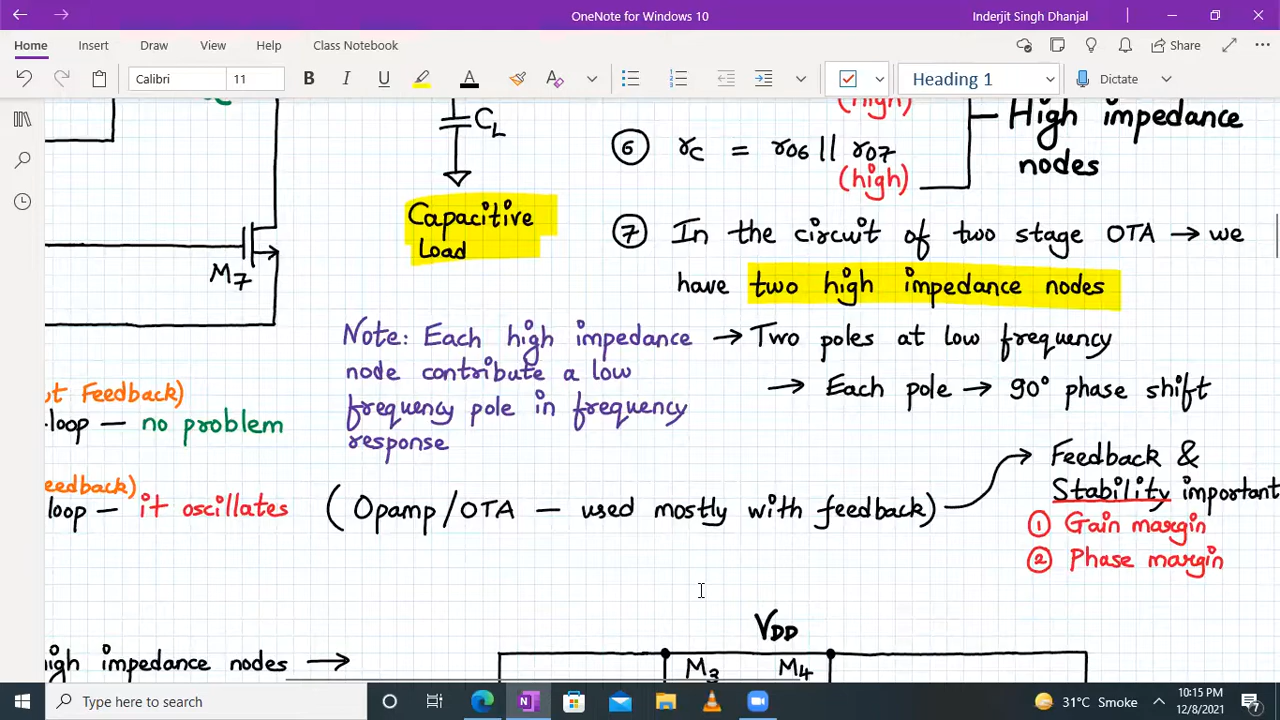 OneNote for Windows 10
Inderjit Singh Dhanjal
Home Insert Draw View Help Class Notebook
Share
Calibri 11 B I U A Heading 1 Dictate
CL
Capacitive
Load
M7
(high)
High impedance
nodes
⑥ rc = r06 || r07
(high)
⑦ In the circuit of two stage OTA → we
have two high impedance nodes
Note: Each high impedance
node contribute a low
frequency pole in frequency
response
→ Two poles at low frequency
→ Each pole → 90° phase shift
Feedback)
loop — no problem
eedback)
loop — it oscillates
(Opamp/OTA — used mostly with feedback)
Feedback &
Stability important
① Gain margin
② Phase margin
VDD
M3 M4
high impedance nodes →
Type here to search
31°C Smoke
10:15 PM
12/8/2021
7